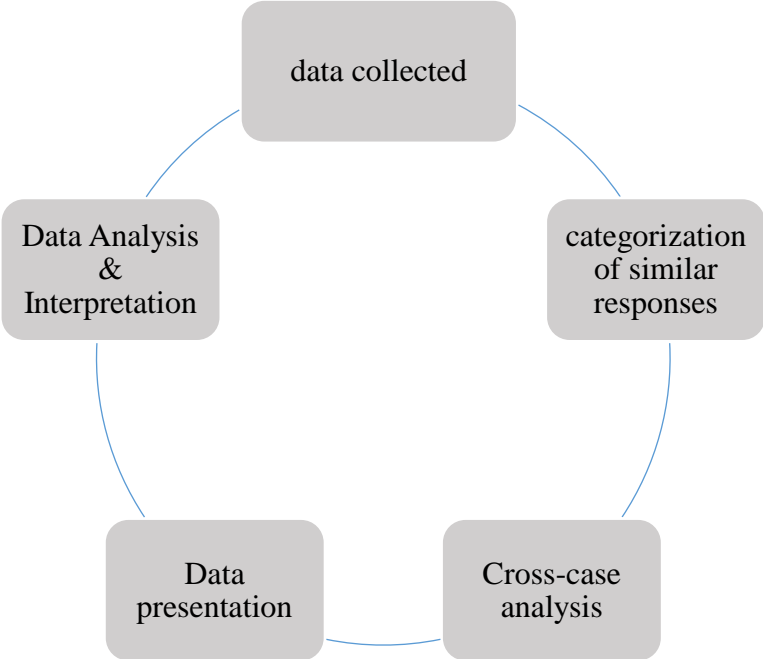 data collected
categorization
of similar
responses
Cross-case
analysis
Data
presentation
Data Analysis
&
Interpretation